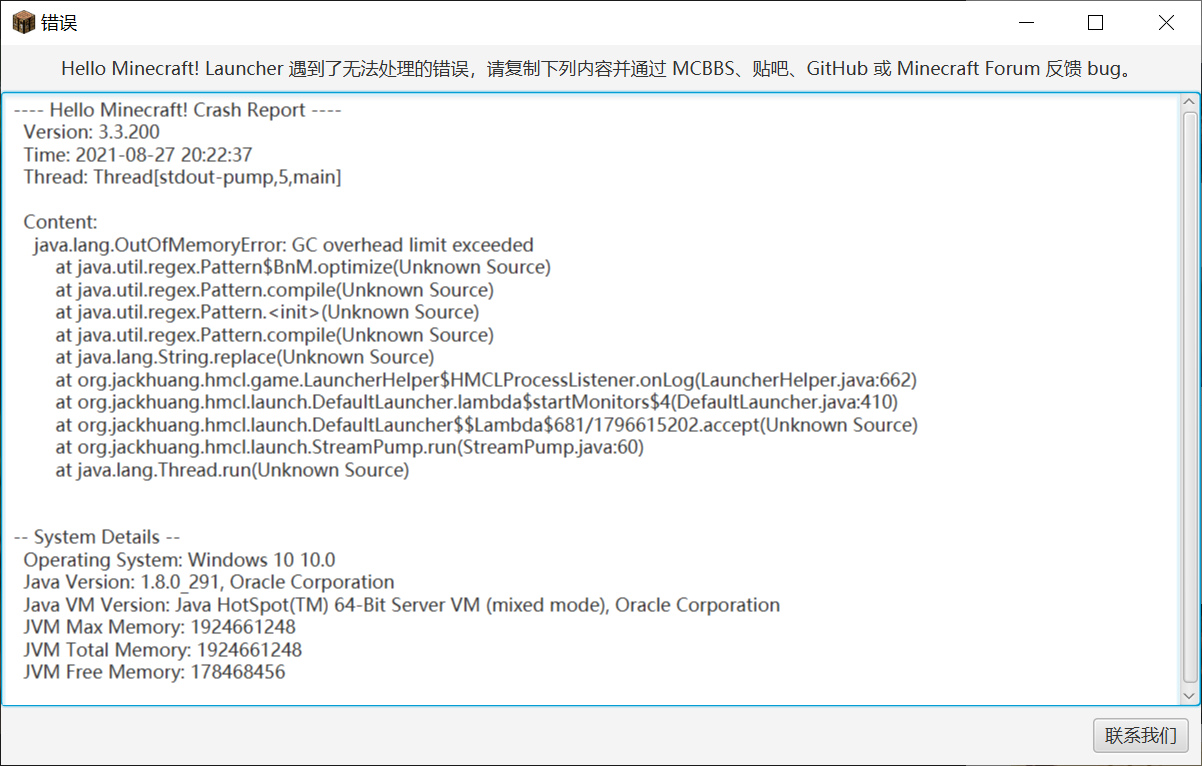 错误
Hello Minecraft! Launcher 遇到了无法处理的错误，请复制下列内容并通过 MCBBS、贴吧、GitHub 或 Minecraft Forum 反馈 bug。
---- Hello Minecraft! Crash Report ----
Version: 3.3.200
Time: 2021-08-27 20:22:37
Thread: Thread[stdout-pump,5,main]
Content:
java.lang.OutOfMemoryError: GC overhead limit exceeded
at java.util.regex.Pattern$BnM.optimize(Unknown Source)
at java.util.regex.Pattern.compile(Unknown Source)
at java.util.regex.Pattern.<init>(Unknown Source)
at java.util.regex.Pattern.compile(Unknown Source)
at java.lang.String.replace(Unknown Source)
at org.jackhuang.hmcl.game.LauncherHelper$HMCLProcessListener.onLog(LauncherHelper.java:662)
at org.jackhuang.hmcl.launch.DefaultLauncher.lambda$startMonitors$4(DefaultLauncher.java:410)
at org.jackhuang.hmcl.launch.DefaultLauncher$$Lambda$681/1796615202.accept(Unknown Source)
at org.jackhuang.hmcl.launch.StreamPump.run(StreamPump.java:60)
at java.lang.Thread.run(Unknown Source)
-- System Details --
Operating System: Windows 10 10.0
Java Version: 1.8.0_291, Oracle Corporation
Java VM Version: Java HotSpot(TM) 64-Bit Server VM (mixed mode), Oracle Corporation
JVM Max Memory: 1924661248
JVM Total Memory: 1924661248
JVM Free Memory: 178468456
联系我们